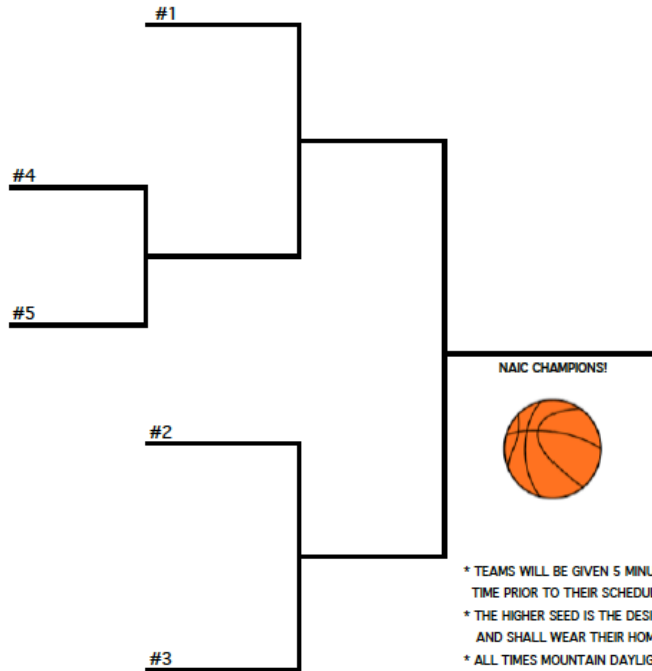 #1
#4
#5
NAIC CHAMPIONS!
#2
* TEAMS WILL BE GIVEN 5
TIME PRIOR TO THEIR
* THE HIGHER SEED IS THE
AND SHALL WEAR THEIR
#3
* ALL TIMES MOUNTAIN